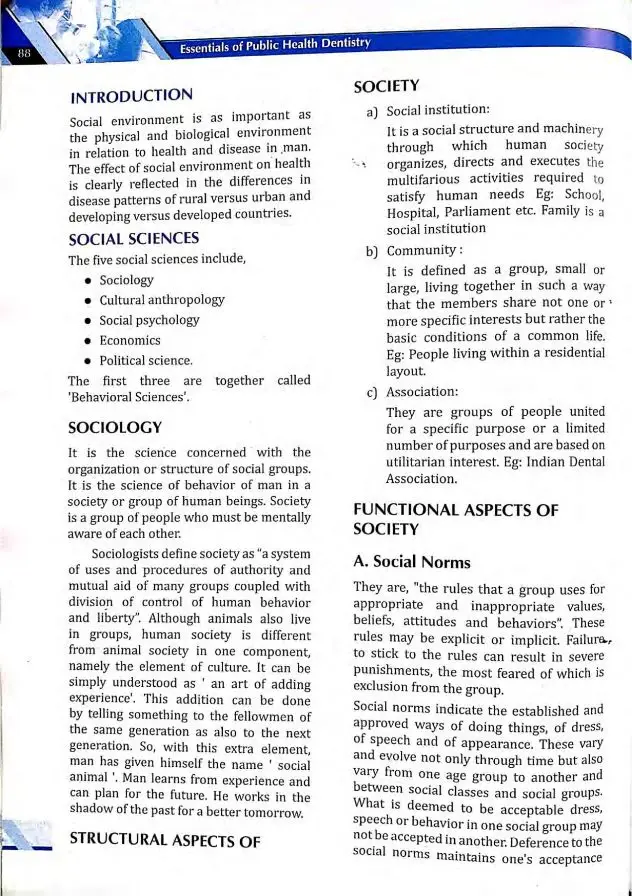 88
Essentials of Public Health Dentistry
INTRODUCTION
Social environment is as important as
the physical and biological environment
in relation to health and disease in man.
The effect of social environment on health
is clearly reflected in the differences in
disease patterns of rural versus urban and
developing versus developed countries.
SOCIAL SCIENCES
The five social sciences include,
• Sociology
• Cultural anthropology
• Social psychology
• Economics
• Political science.
The first three are together called
'Behavioral Sciences'.
SOCIOLOGY
It is the science concerned with the
organization or structure of social groups.
It is the science of behavior of man in a
society or group of human beings. Society
is a group of people who must be mentally
aware of each other.
Sociologists define society as "a system
of uses and procedures of authority and
mutual aid of many groups coupled with
division of control of human behavior
and liberty". Although animals also live
in groups, human society is different
from animal society in one component,
namely the element of culture. It can be
simply understood as ' an art of adding
experience'. This addition can be done
by telling something to the fellowmen of
the same generation as also to the next
generation. So, with this extra element,
man has given himself the name ' social
animal '. Man learns from experience and
can plan for the future. He works in the
shadow of the past for a better tomorrow.
STRUCTURAL ASPECTS OF
SOCIETY
a) Social institution:
It is a social structure and machinery
through which human society
organizes, directs and executes the
multifarious activities required to
satisfy human needs Eg: School,
Hospital, Parliament etc. Family is a
social institution
b) Community :
It is defined as a group, small or
large, living together in such a way
that the members share not one or
more specific interests but rather the
basic conditions of a common life.
Eg: People living within a residential
layout.
c) Association:
They are groups of people united
for a specific purpose or a limited
number of purposes and are based on
utilitarian interest. Eg: Indian Dental
Association.
FUNCTIONAL ASPECTS OF
SOCIETY
A. Social Norms
They are, "the rules that a group uses for
appropriate and inappropriate values,
beliefs, attitudes and behaviors". These
rules may be explicit or implicit. Failure
to stick to the rules can result in severe
punishments, the most feared of which is
exclusion from the group.
Social norms indicate the established and
approved ways of doing things, of dress,
of speech and of appearance. These vary
and evolve not only through time but also
vary from one age group to another and
between social classes and social groups.
What is deemed to be acceptable dress,
speech or behavior in one social group may
not be accepted in another. Deference to the
social norms maintains one's acceptance